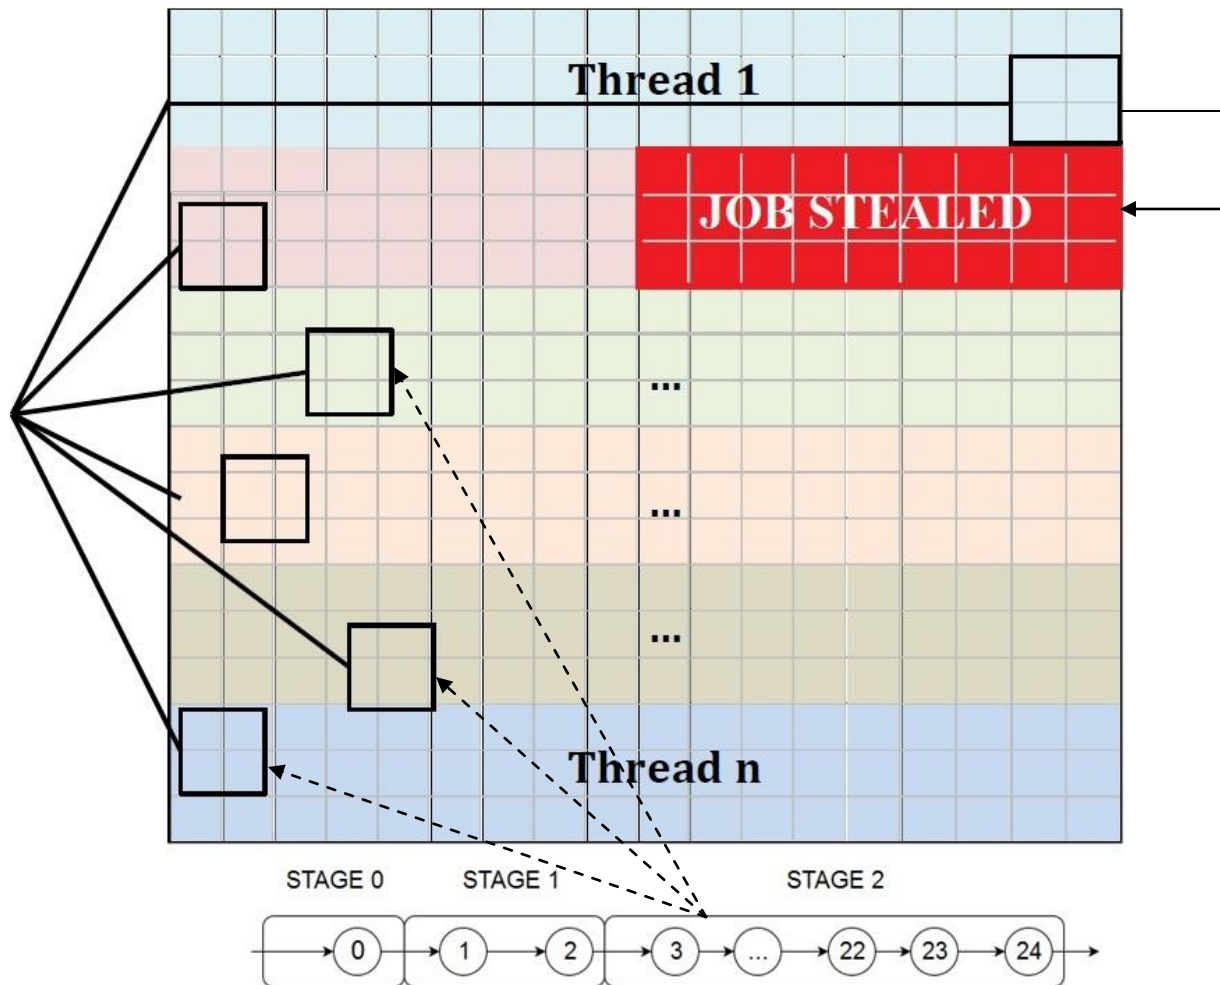 Thread 1
JOB STEALED
...
...
...
Thread n
STAGE 0 STAGE 1 STAGE 2
0 1 2 3 ... 22 23 24